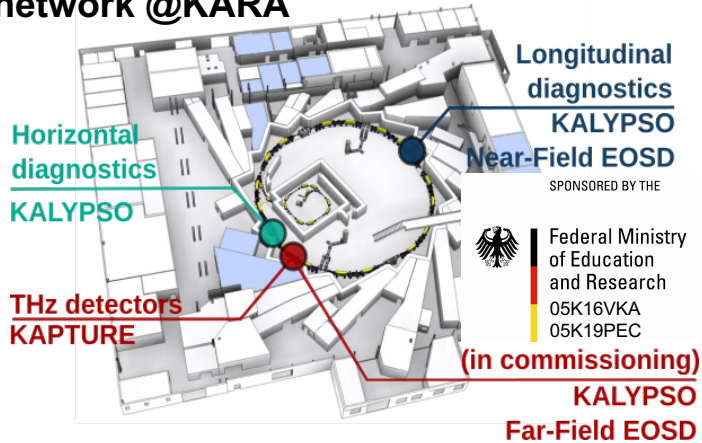 network @KARA
Longitudinal
diagnostics
KALYPSO
Near-Field EOSD
Horizontal
diagnostics
KALYPSO
SPONSORED BY THE
Federal Ministry
of Education
and Research
05K16VKA
05K19PEC
THz detectors
KAPTURE
(in commissioning)
KALYPSO
Far-Field EOSD